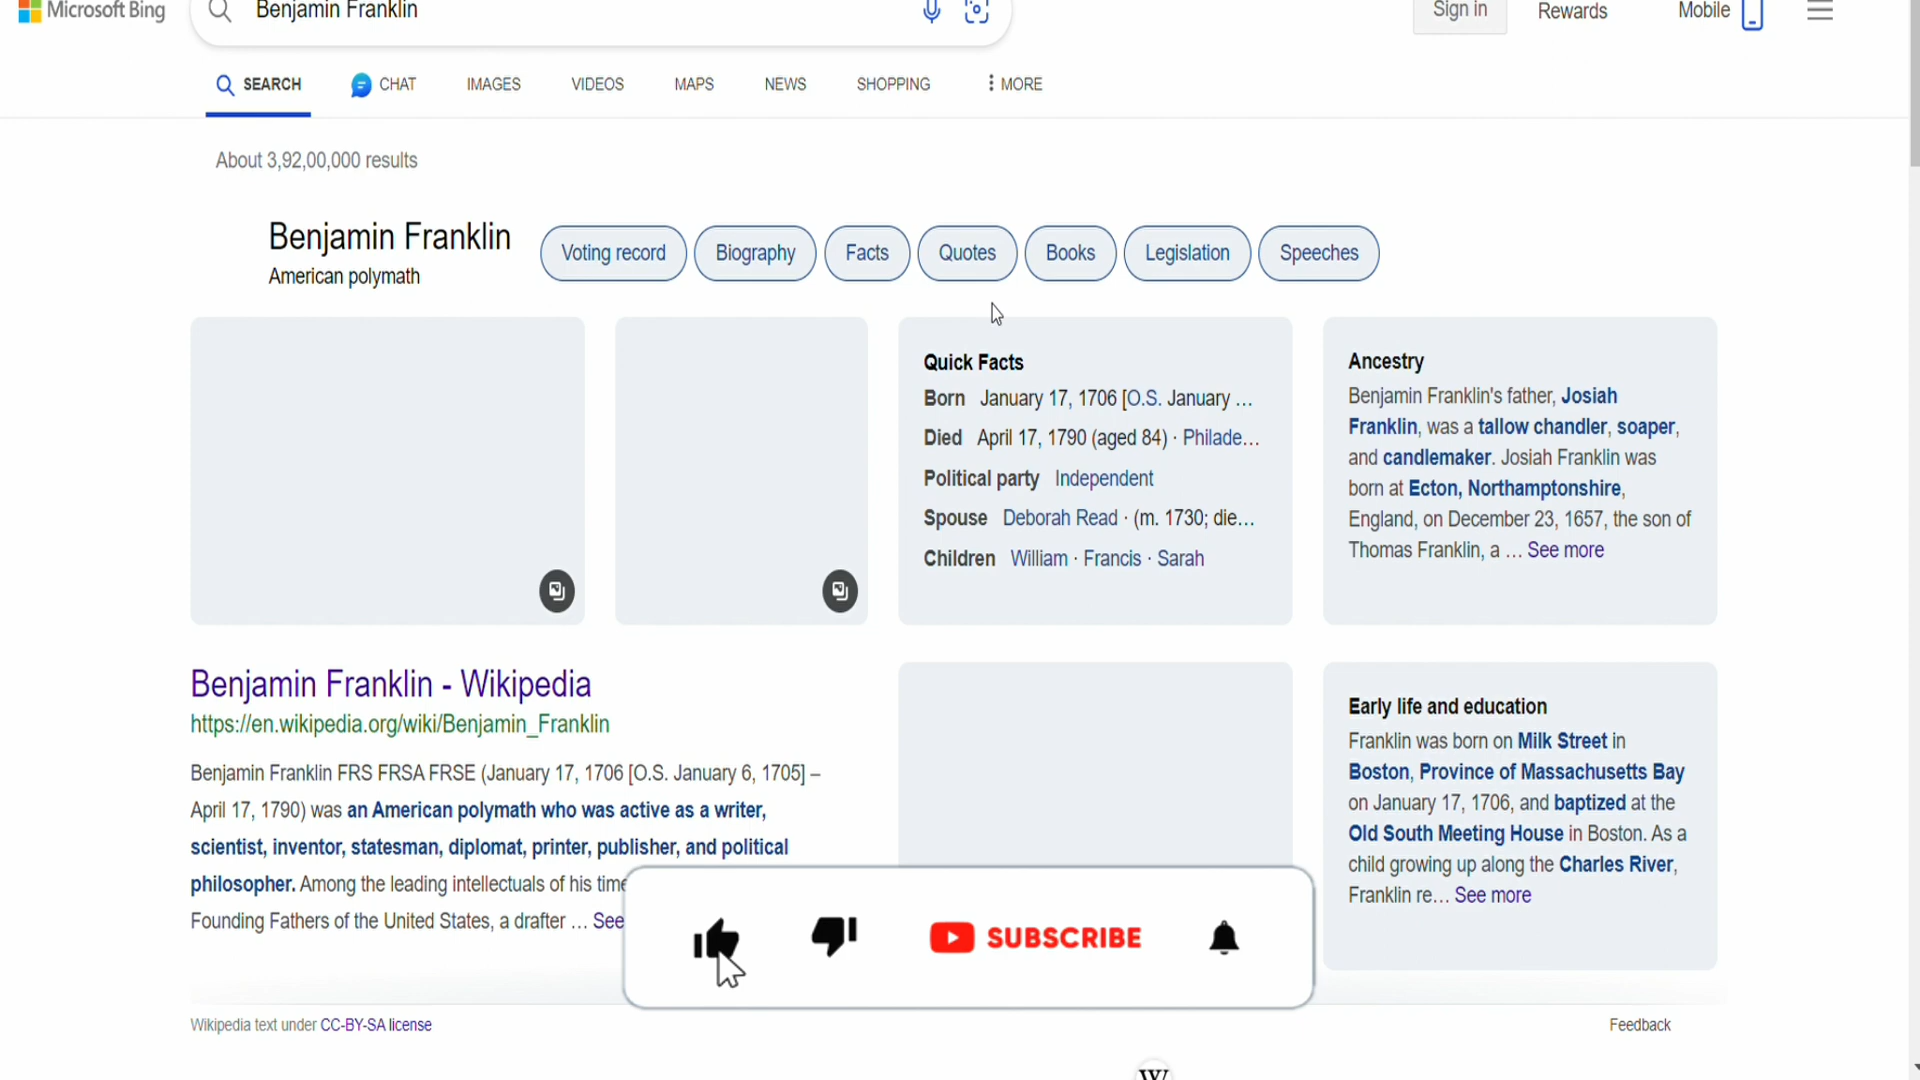 Microsoft Bing
Benjamin Franklin
Sign in
Rewards
Mobile
SEARCH
CHAT
IMAGES
VIDEOS
MAPS
NEWS
SHOPPING
MORE
About 3,92,00,000 results
Benjamin Franklin
American polymath
Voting record
Biography
Facts
Quotes
Books
Legislation
Speeches
Quick Facts
Born January 17, 1706 [O.S. January ...
Died April 17, 1790 (aged 84) · Philade...
Political party Independent
Spouse Deborah Read · (m. 1730; die...
Children William · Francis · Sarah
Ancestry
Benjamin Franklin's father, Josiah
Franklin, was a tallow chandler, soaper,
and candlemaker. Josiah Franklin was
born at Ecton, Northamptonshire,
England, on December 23, 1657, the son of
Thomas Franklin, a ... See more
Benjamin Franklin - Wikipedia
https://en.wikipedia.org/wiki/Benjamin_Franklin
Benjamin Franklin FRS FRSA FRSE (January 17, 1706 [O.S. January 6, 1705] –
April 17, 1790) was an American polymath who was active as a writer,
scientist, inventor, statesman, diplomat, printer, publisher, and political
philosopher. Among the leading intellectuals of his time
Founding Fathers of the United States, a drafter ... See
Early life and education
Franklin was born on Milk Street in
Boston, Province of Massachusetts Bay
on January 17, 1706, and baptized at the
Old South Meeting House in Boston. As a
child growing up along the Charles River,
Franklin re... See more
SUBSCRIBE
Wikipedia text under CC-BY-SA license
Feedback
W